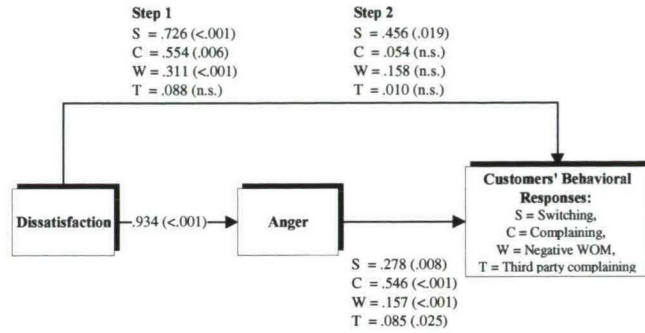 Step 1
S = .726 (<.001)
C = .554 (.006)
W = .311 (<.001)
T = .088 (n.s.)
Step 2
S = .456 (.019)
C = .054 (n.s.)
W = .158 (n.s.)
T = .010 (n.s.)
Dissatisfaction
.934 (<.001)
Anger
Customers' Behavioral
Responses:
S = Switching,
C = Complaining,
W = Negative WOM,
T = Third party complaining
S = .278 (.008)
C = .546 (<.001)
W = .157 (<.001)
T = .085 (.025)